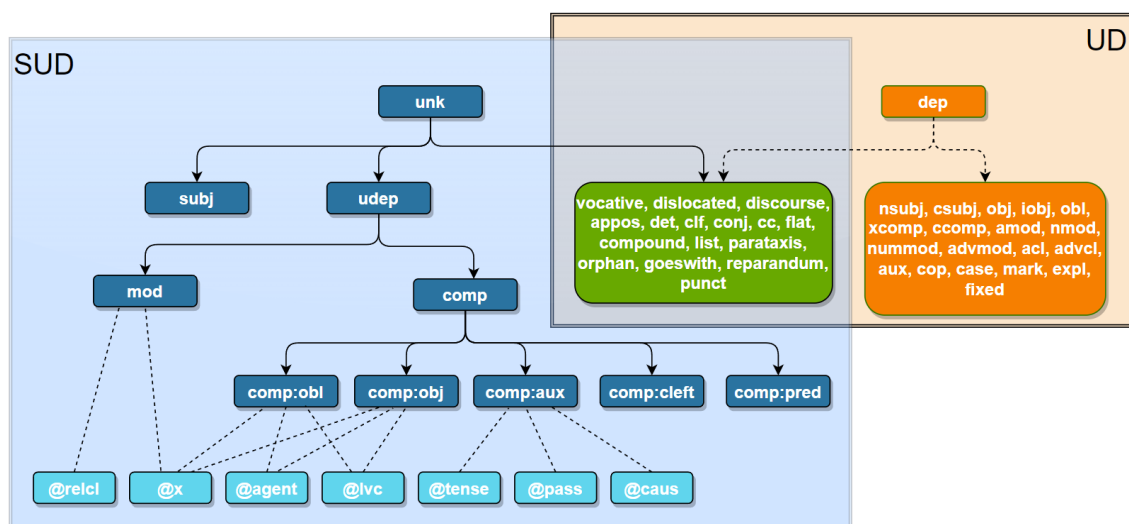 SUD
UD
unk
dep
subj
udep
vocative, dislocated, discourse,
appos, det, clf, conj, cc, flat,
compound, list, parataxis,
orphan, goeswith, reparandum,
punct
nsubj, csubj, obj, iobj, obl,
xcomp, ccomp, amod, nmod,
nummod, advmod, acl, advcl,
aux, cop, case, mark, expl,
fixed
mod
comp
comp:obl
comp:obj
comp:aux
comp:cleft
comp:pred
@relcl
@x
@agent
@lvc
@tense
@pass
@caus